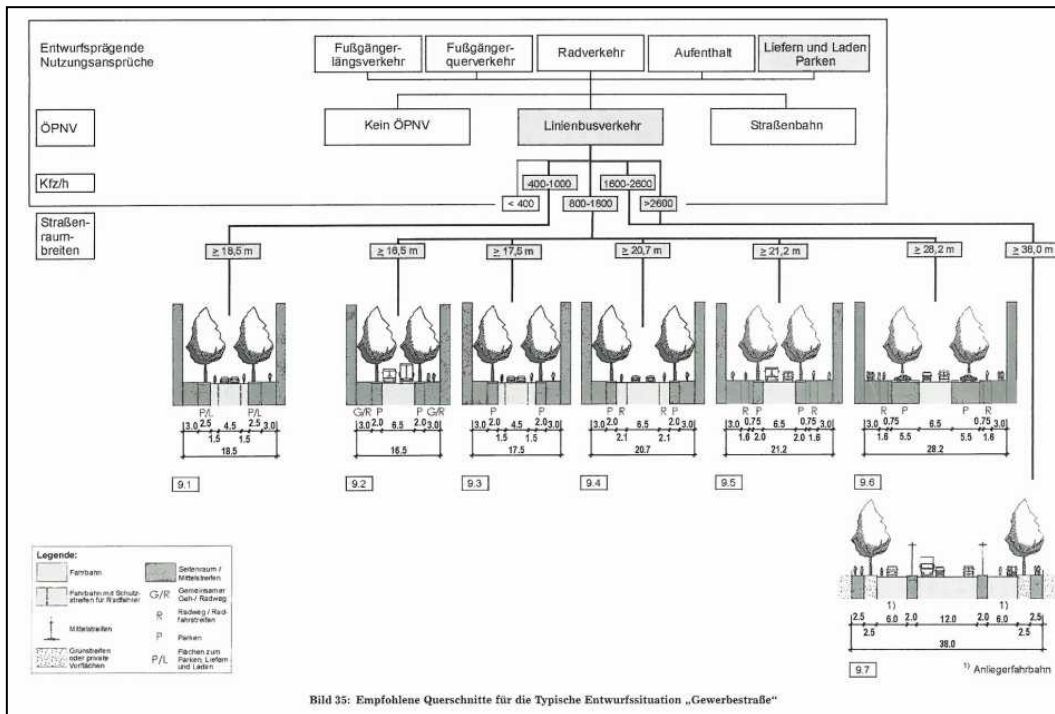 Entwurfsprägende
Nutzungsansprüche
Fußgänger-
längsverkehr
Fußgänger-
querverkehr
Radverkehr
Aufenthalt
Liefern und Laden
Parken
ÖPNV
Kein ÖPNV
Linienbusverkehr
Straßenbahn
Kfz/h
400-1000
1600-2600
< 400
800-1800
>2600
Straßen-
raum-
breiten
≥ 18,5 m
≥ 16,5 m
≥ 17,5 m
≥ 20,7 m
≥ 21,2 m
≥ 28,2 m
≥ 38,0 m
P/L P/L
3.0 2.5 4.5 2.5 3.0
1.5 1.5
18.5
9.1
G/R P P G/R
3.0 2.0 6.5 2.0 3.0
16.5
9.2
P P
3.0 2.0 4.5 2.0 3.0
1.5 1.5
17.5
9.3
P R R P
3.0 2.0 6.5 2.0 3.0
2.1 2.1
20.7
9.4
R P P R
3.0 0.75 6.5 0.75 3.0
1.6 2.0 2.0 1.6
21.2
9.5
R P P R
3.0 0.75 6.5 0.75 3.0
1.6 5.5 5.5 1.6
28.2
9.6
1) 1)
2.5 6.0 2.0 12.0 2.0 6.0 2.5
2.5 2.5
38.0
9.7
1) Anliegerfahrbahn
Legende:
Fahrbahn
Fahrbahn mit Schutz-
streifen für Radfahrer
Mittelstreifen
Grünstreifen
oder private
Vorflächen
Seitenraum /
Mittelstreifen
G/R Gemeinsamer
Geh-/ Radweg
R Radweg / Rad-
fahrstreifen
P Parken
P/L Flächen zum
Parken, Liefern
und Laden
Bild 35: Empfohlene Querschnitte für die Typische Entwurfssituation „Gewerbestraße“